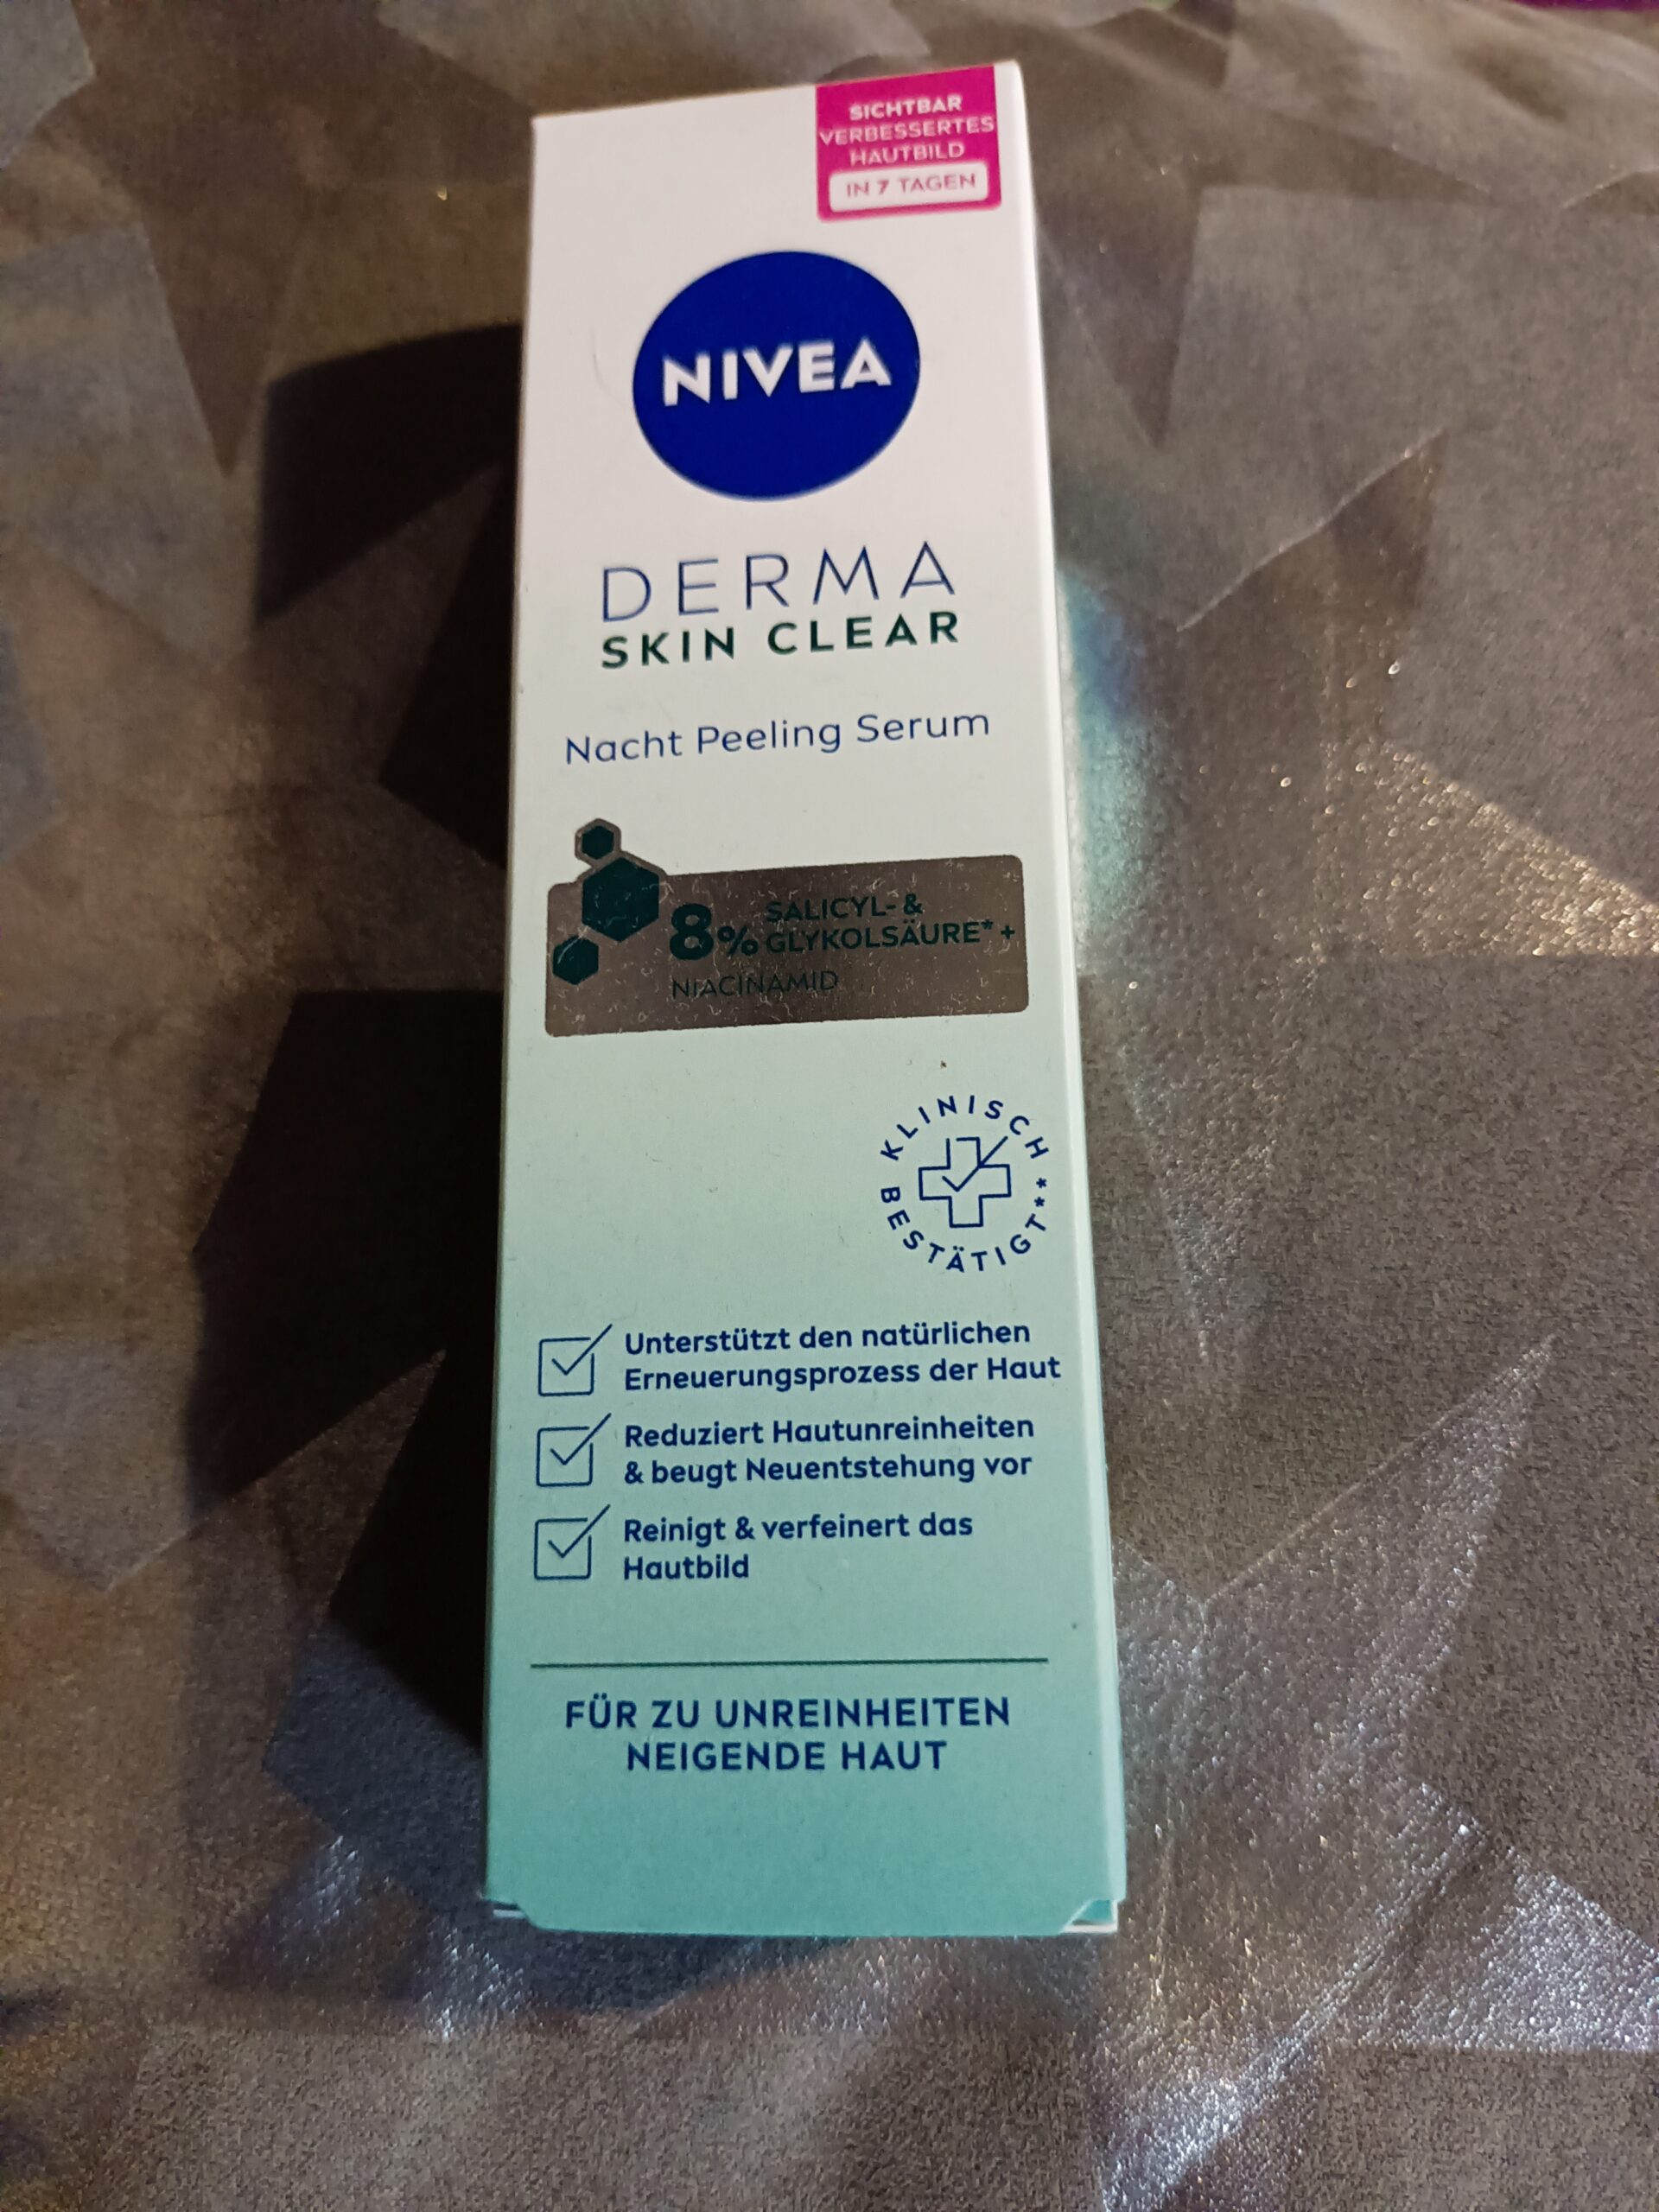 SICHTBAR
VERBESSERTES
HAUTBILD
IN 7 TAGEN
NIVEA
DERMA
SKIN CLEAR
Nacht Peeling Serum
8% SALICYL- &
GLYKOLSÄURE* +
NIACINAMID
KLINISCH
BESTÄTIGT**
Unterstützt den natürlichen
Erneuerungsprozess der Haut
Reduziert Hautunreinheiten
& beugt Neuentstehung vor
Reinigt & verfeinert das
Hautbild
FÜR ZU UNREINHEITEN
NEIGENDE HAUT